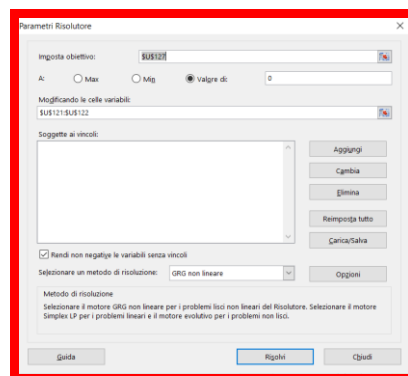 Parametri Risolutore
Imposta obiettivo: $U$127
A: Max Min Valore di: 0
Modificando le celle variabili:
$U$121:$U$122
Soggette ai vincoli:
Aggiungi
Cambia
Elimina
Reimposta tutto
Carica/Salva
Rendi non negative le variabili senza vincoli
Selezionare un metodo di risoluzione: GRG non lineare Opzioni
Metodo di risoluzione
Selezionare il motore GRG non lineare per i problemi lisci non lineari del Risolutore. Selezionare il motore
Simplex LP per i problemi lineari e il motore evolutivo per i problemi non lisci.
Guida Risolvi Chiudi